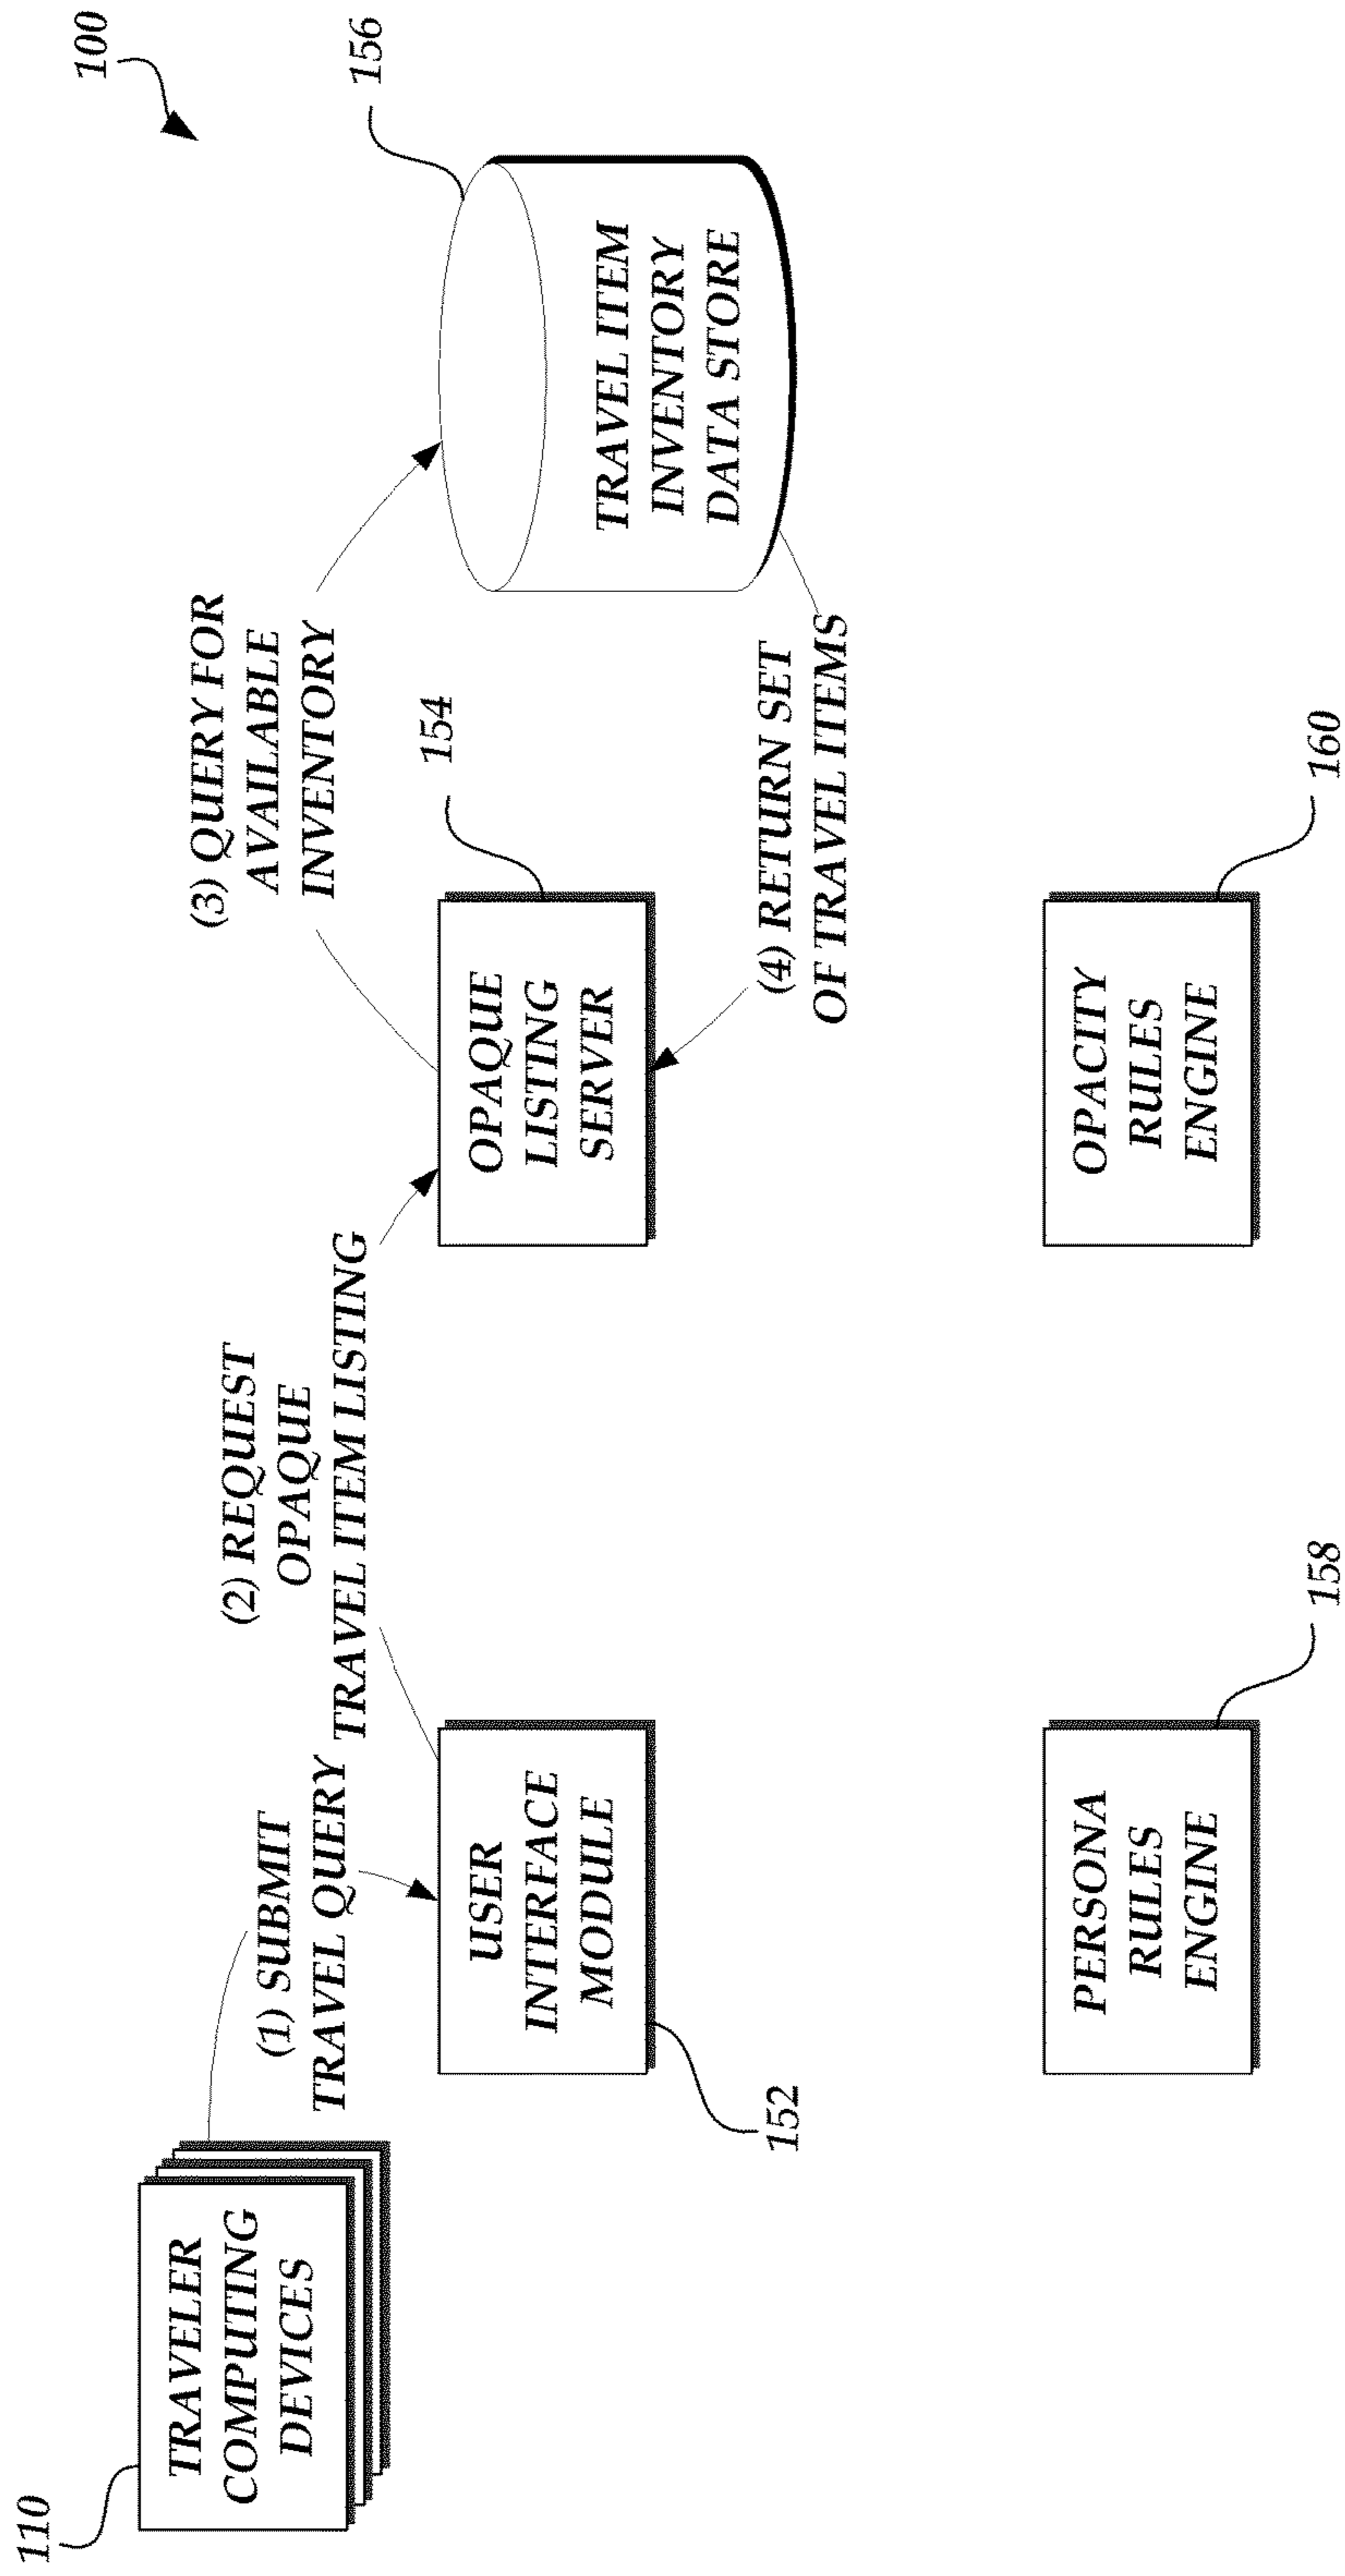 100
110
TRAVELER
COMPUTING
DEVICES
(1) SUBMIT
TRAVEL QUERY
(2) REQUEST
OPAQUE
TRAVEL ITEM LISTING
(3) QUERY FOR
AVAILABLE
INVENTORY
156
152
USER
INTERFACE
MODULE
154
OPAQUE
LISTING
SERVER
TRAVEL ITEM
INVENTORY
DATA STORE
(4) RETURN SET
OF TRAVEL ITEMS
PERSONA
RULES
ENGINE
158
OPACITY
RULES
ENGINE
160